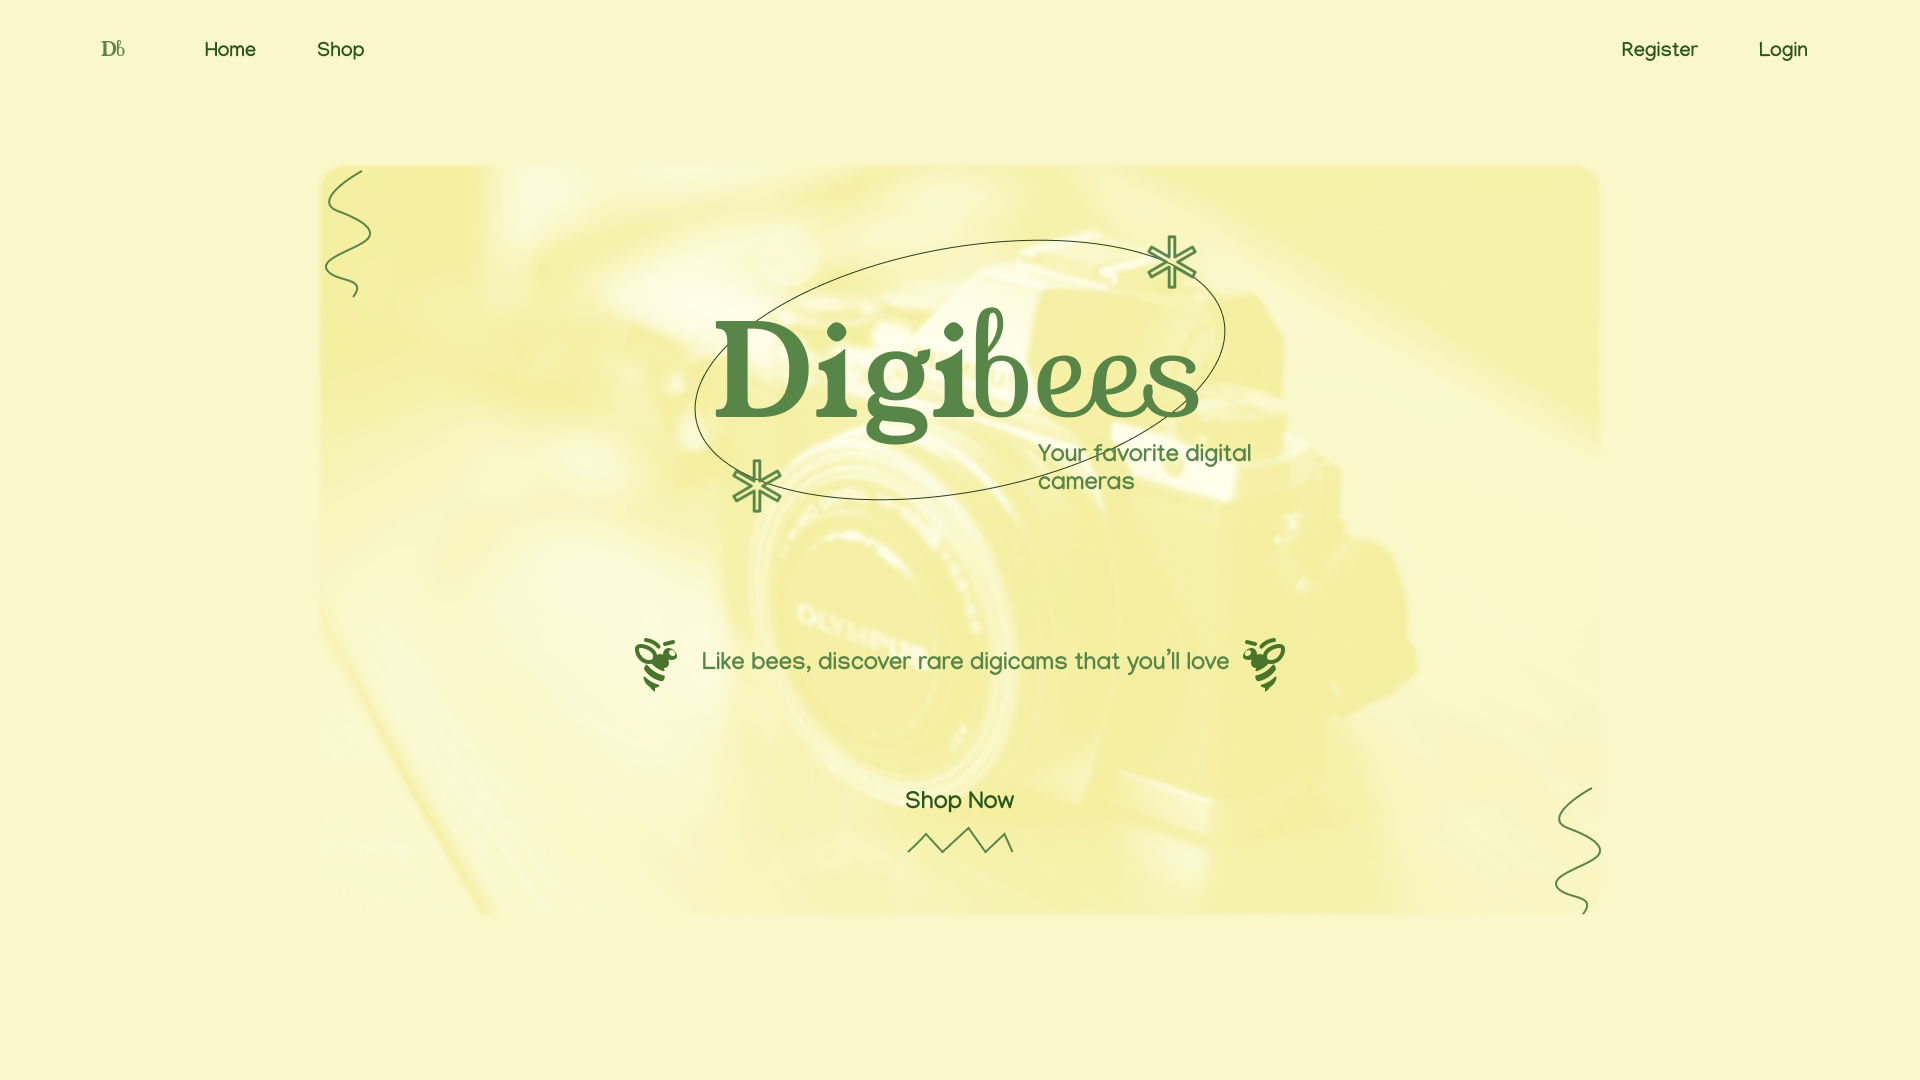 Db
Home
Shop
Register
Login
Digibees
Your favorite digital
cameras
OLYMPUS
Like bees, discover rare digicams that you’ll love
Shop Now